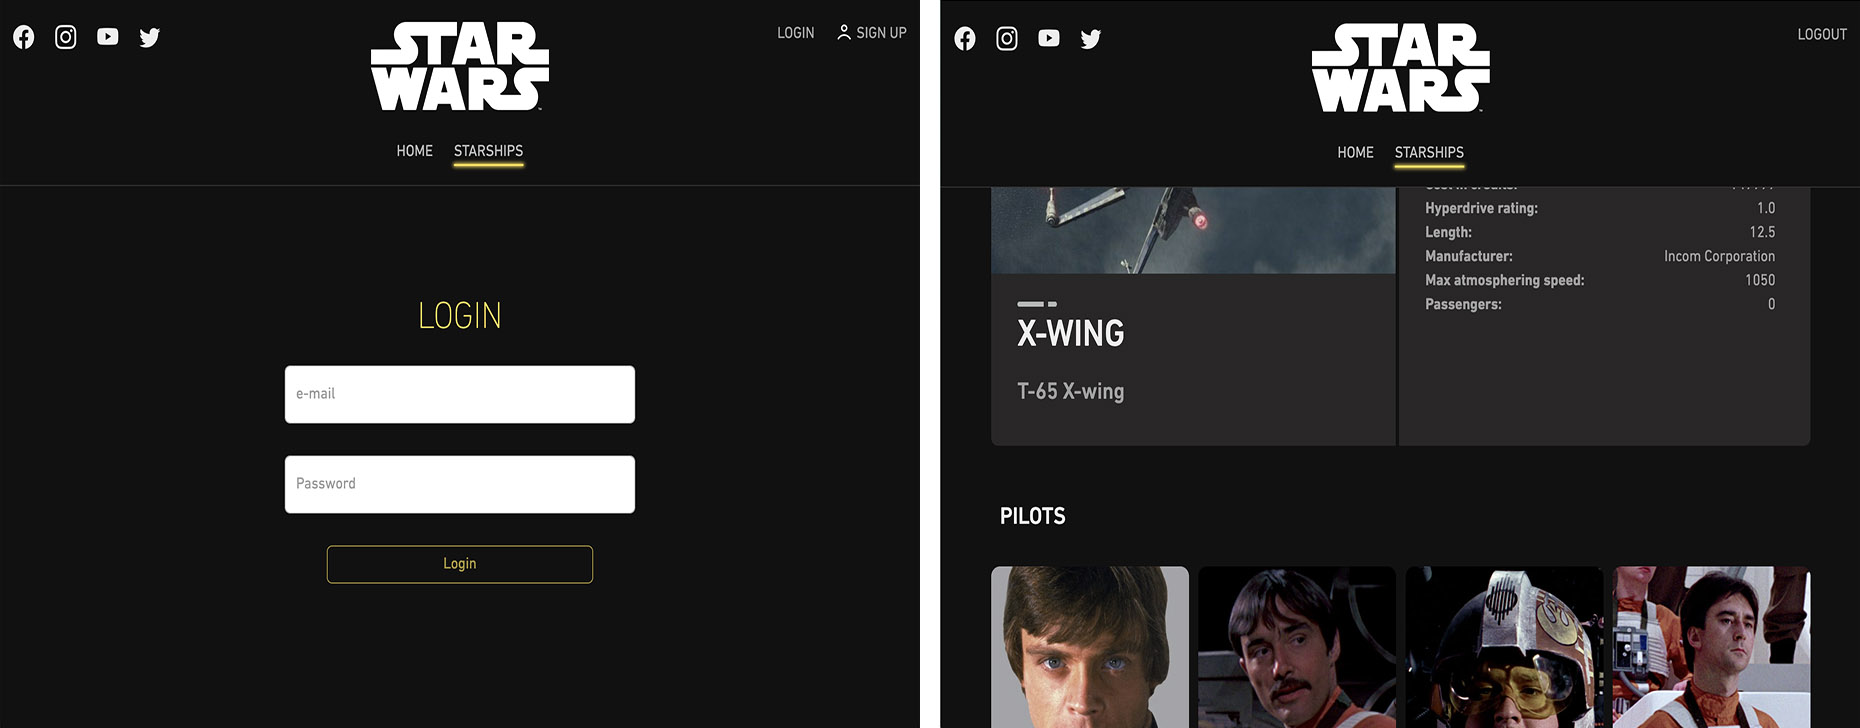 STAR
WARS
LOGIN
SIGN UP
HOME
STARSHIPS
LOGIN
e-mail
Password
Login
STAR
WARS
LOGOUT
HOME
STARSHIPS
Hyperdrive rating: 1.0
Length: 12.5
Manufacturer: Incom Corporation
Max atmosphering speed: 1050
Passengers: 0
X-WING
T-65 X-wing
PILOTS